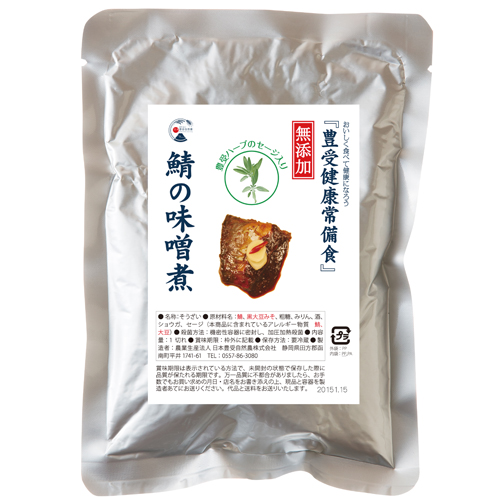 おいしく食べて健康になろう
『豊受健康常備食』
無添加
豊受ハーブのセージ入り
鯖の味噌煮
●名称:そうざい ●原材料名:鯖、黒大豆みそ、粗糖、みりん、酒、
ショウガ、セージ（本商品に含まれているアレルギー物質 鯖、
大豆）●殺菌方法：機密性容器に密封し、加圧加熱殺菌 ●内容
量：1 切れ ●賞味期限：枠外に記載 ●保存方法：要冷蔵 ●製
造者：農業生産法人 日本豊受自然農株式会社 静岡県田方郡函
南町平井 1741-61 TEL：0557-86-3080
プラ
外装：PP
内袋：PE,PA
賞味期限は表示されている方法で、未開封の状態で保存した際に
品質が保たれる期限です。万一品質に不都合がありましたら、お手
数でもお買い求めの月日・店名をお書き添えの上、現品と容器を製
造者あてにお送りください。代品と送料をお送りいたします。
2015.1.15